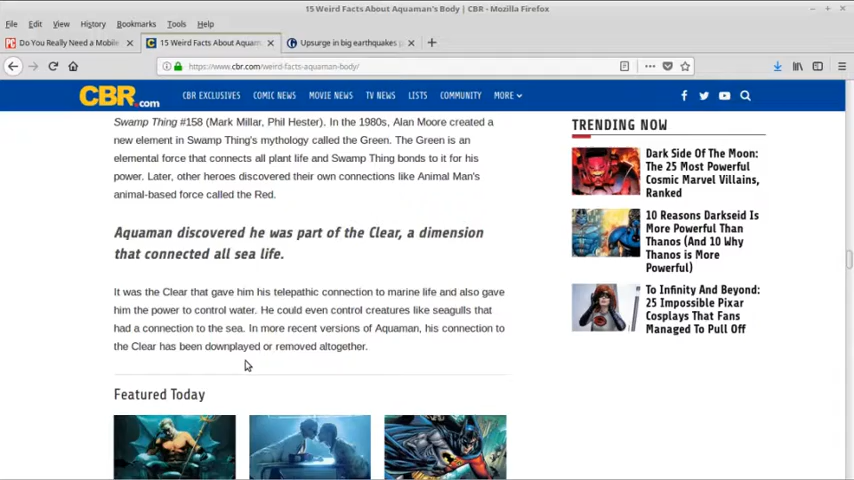 15 Weird Facts About Aquaman's Body | CBR - Mozilla Firefox
File Edit View History Bookmarks Tools Help
Do You Really Need a Mobile
15 Weird Facts About Aquam
Upsurge in big earthquakes
https://www.cbr.com/weird-facts-aquaman-body/
CBR.com
CBR EXCLUSIVES COMIC NEWS MOVIE NEWS TV NEWS LISTS COMMUNITY MORE
Swamp Thing #158 (Mark Millar, Phil Hester). In the 1980s, Alan Moore created a
new element in Swamp Thing's mythology called the Green. The Green is an
elemental force that connects all plant life and Swamp Thing bonds to it for his
power. Later, other heroes discovered their own connections like Animal Man's
animal-based force called the Red.
Aquaman discovered he was part of the Clear, a dimension
that connected all sea life.
It was the Clear that gave him his telepathic connection to marine life and also gave
him the power to control water. He could even control creatures like seagulls that
had a connection to the sea. In more recent versions of Aquaman, his connection to
the Clear has been downplayed or removed altogether.
Featured Today
TRENDING NOW
Dark Side Of The Moon:
The 25 Most Powerful
Cosmic Marvel Villains,
Ranked
10 Reasons Darkseid Is
More Powerful Than
Thanos (And 10 Why
Thanos is More
Powerful)
To Infinity And Beyond:
25 Impossible Pixar
Cosplays That Fans
Managed To Pull Off